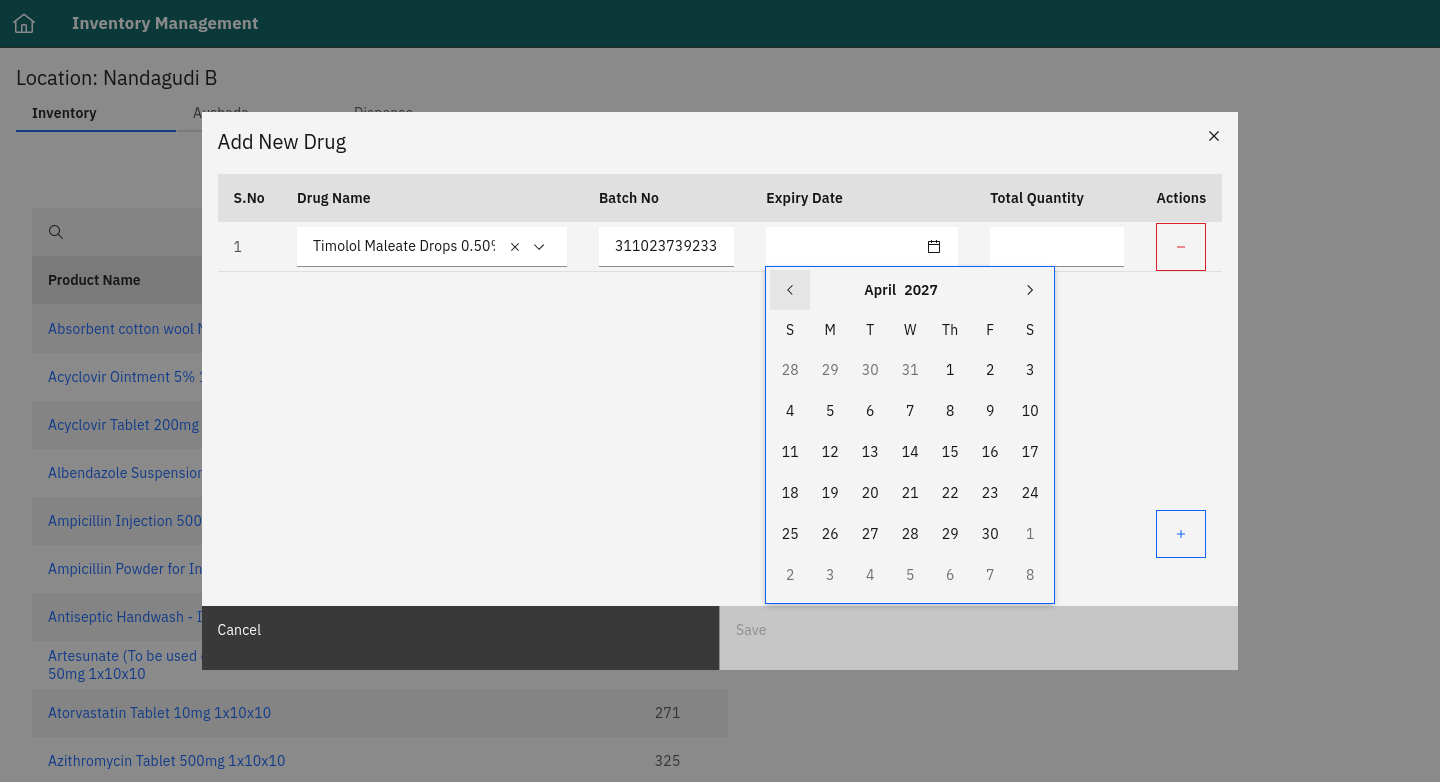 Inventory Management
Location: Nandagudi B
Inventory
Add New Drug
S.No Drug Name Batch No Expiry Date Total Quantity Actions
1 Timolol Maleate Drops 0.50% 311023739233
April 2027
S M T W Th F S
28 29 30 31 1 2 3
4 5 6 7 8 9 10
11 12 13 14 15 16 17
18 19 20 21 22 23 24
25 26 27 28 29 30 1
2 3 4 5 6 7 8
Cancel Save
Product Name
Absorbent cotton wool
Acyclovir Ointment 5%
Acyclovir Tablet 200mg
Albendazole Suspension
Ampicillin Injection 500
Ampicillin Powder for
Antiseptic Handwash -
Artesunate (To be used
50mg 1x10x10
Atorvastatin Tablet 10mg 1x10x10 271
Azithromycin Tablet 500mg 1x10x10 325